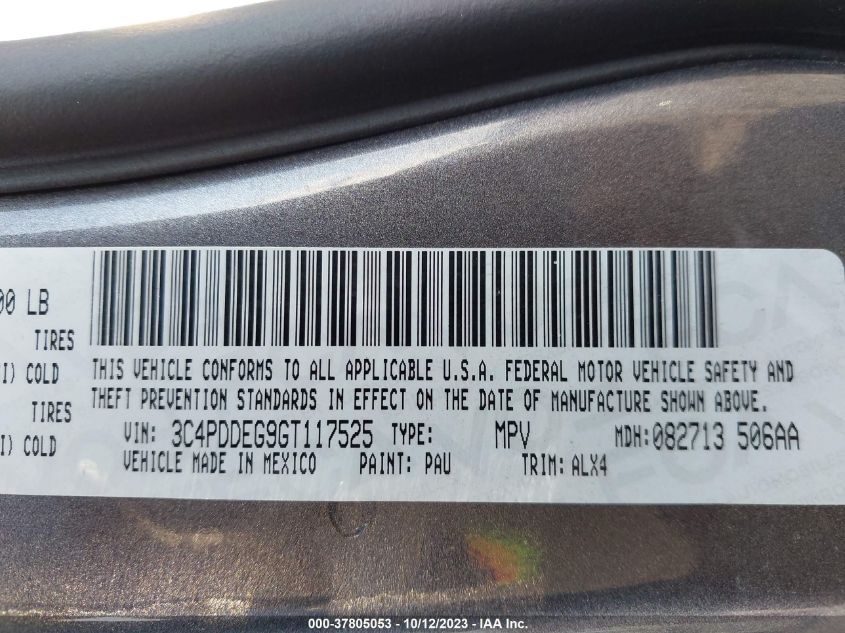 00 LB
TIRES
I) COLD
TIRES
I) COLD
THIS VEHICLE CONFORMS TO ALL APPLICABLE U.S.A. FEDERAL MOTOR VEHICLE SAFETY AND
THEFT PREVENTION STANDARDS IN EFFECT ON THE DATE OF MANUFACTURE SHOWN ABOVE.
VIN: 3C4PDDEG9GT117525 TYPE: MPV MDH:082713 506AA
VEHICLE MADE IN MEXICO PAINT: PAU TRIM: ALX4
000-37805053 - 10/12/2023 - IAA Inc.